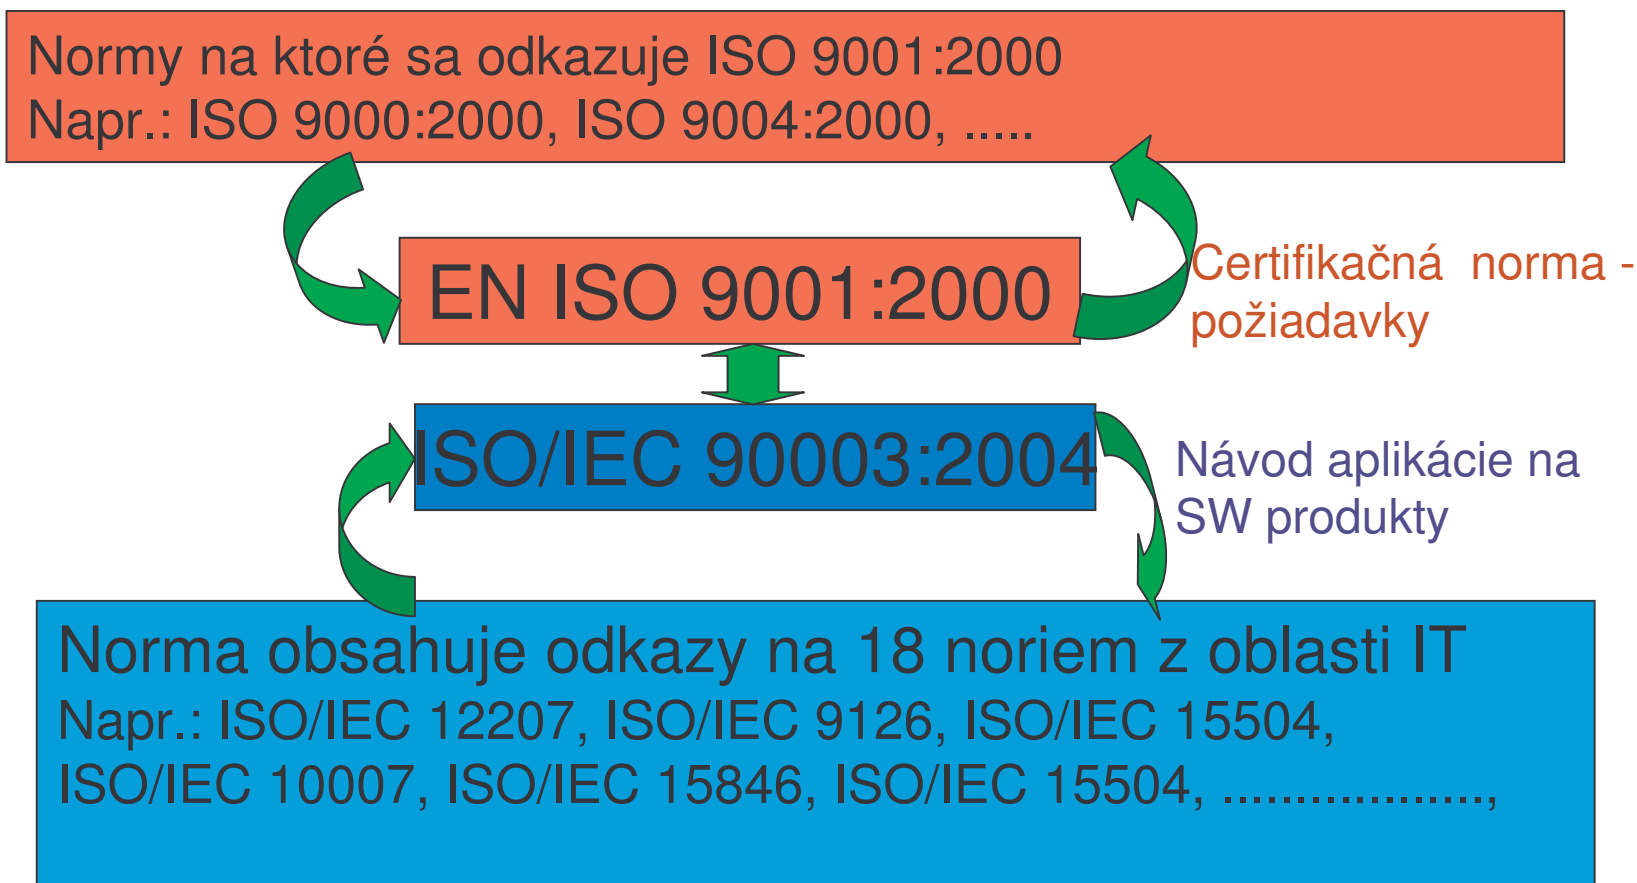 Normy na ktoré sa odkazuje ISO 9001:2000
Napr.: ISO 9000:2000, ISO 9004:2000, .....
EN ISO 9001:2000
Certifikačná norma -
požiadavky
ISO/IEC 90003:2004
Návod aplikácie na
SW produkty
Norma obsahuje odkazy na 18 noriem z oblasti IT
Napr.: ISO/IEC 12207, ISO/IEC 9126, ISO/IEC 15504,
ISO/IEC 10007, ISO/IEC 15846, ISO/IEC 15504, ..................,